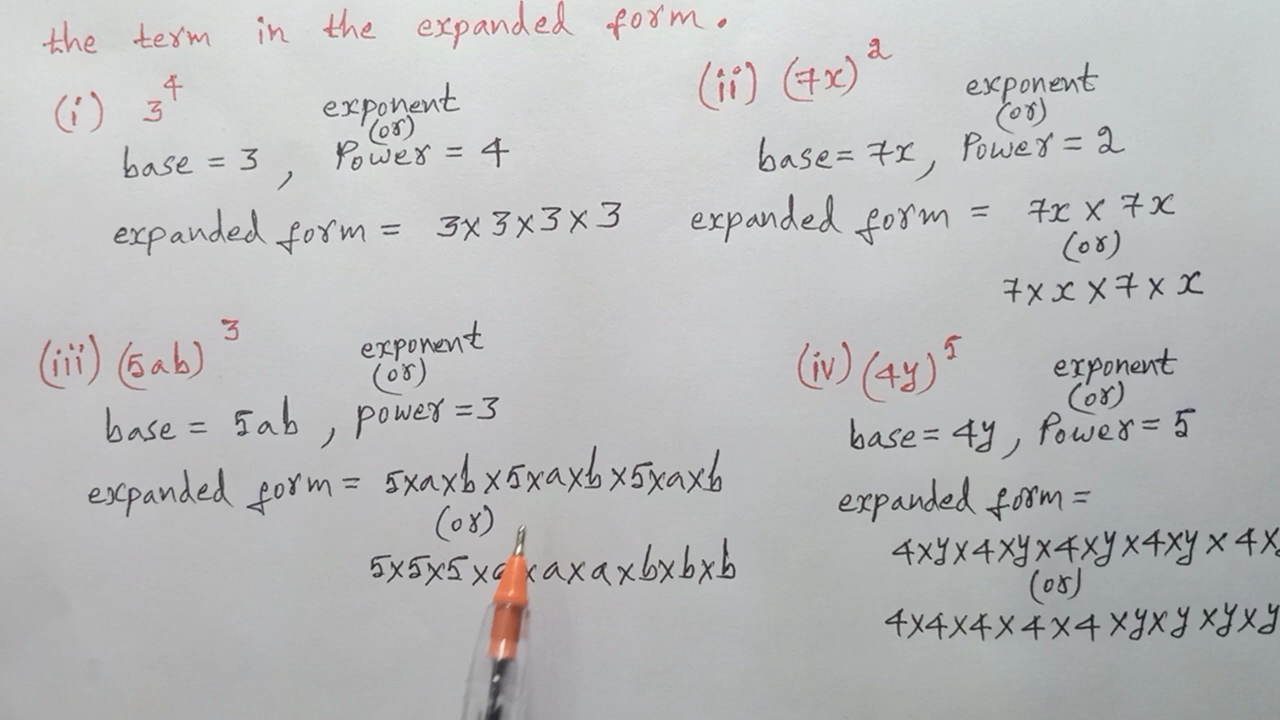 the term in the expanded form.
(i) 3⁴
exponent
(or)
base = 3 , Power = 4
expanded form = 3×3×3×3
(ii) (7x)²
exponent
(or)
base= 7x, Power = 2
expanded form = 7x × 7x
(or)
7×x×7×x
(iii) (5ab)³
exponent
(or)
base = 5ab , power =3
expanded form = 5×a×b×5×a×b×5×a×b
(or)
5×5×5×a×a×a×b×b×b
(iv) (4y)⁵
exponent
(or)
base= 4y, Power= 5
expanded form =
4×y×4×y×4×y×4×y×4×
(or)
4×4×4×4×4×y×y×y×y